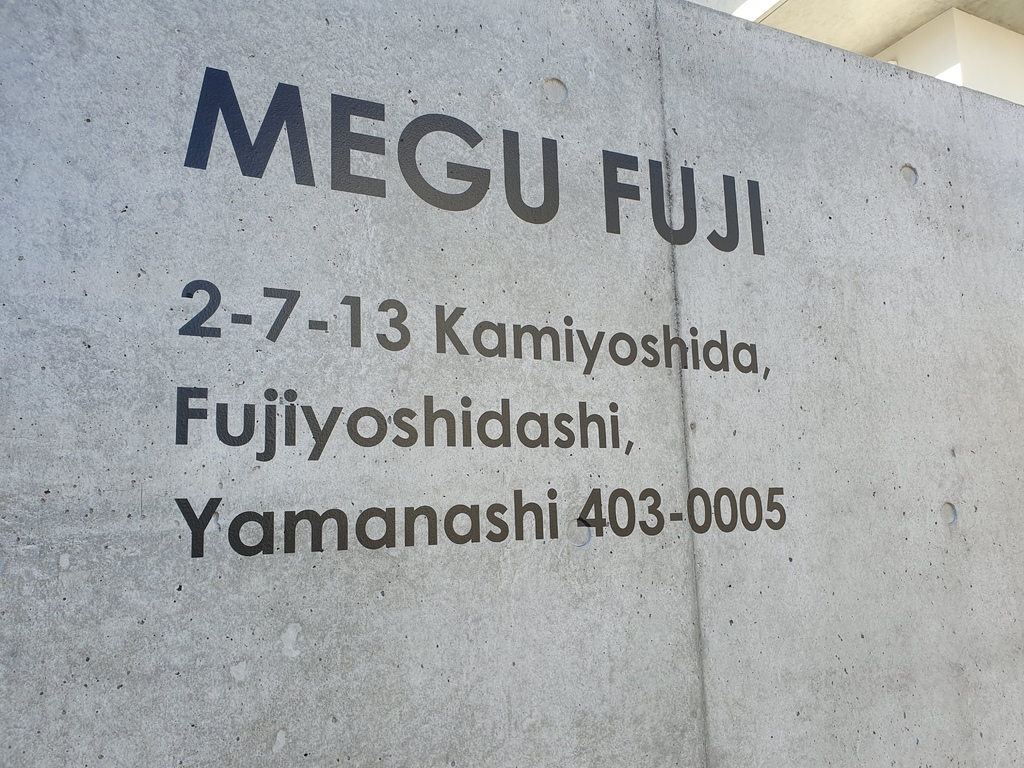 MEGU FUJI
2-7-13 Kamiyoshida,
Fujiyoshidashi,
Yamanashi 403-0005